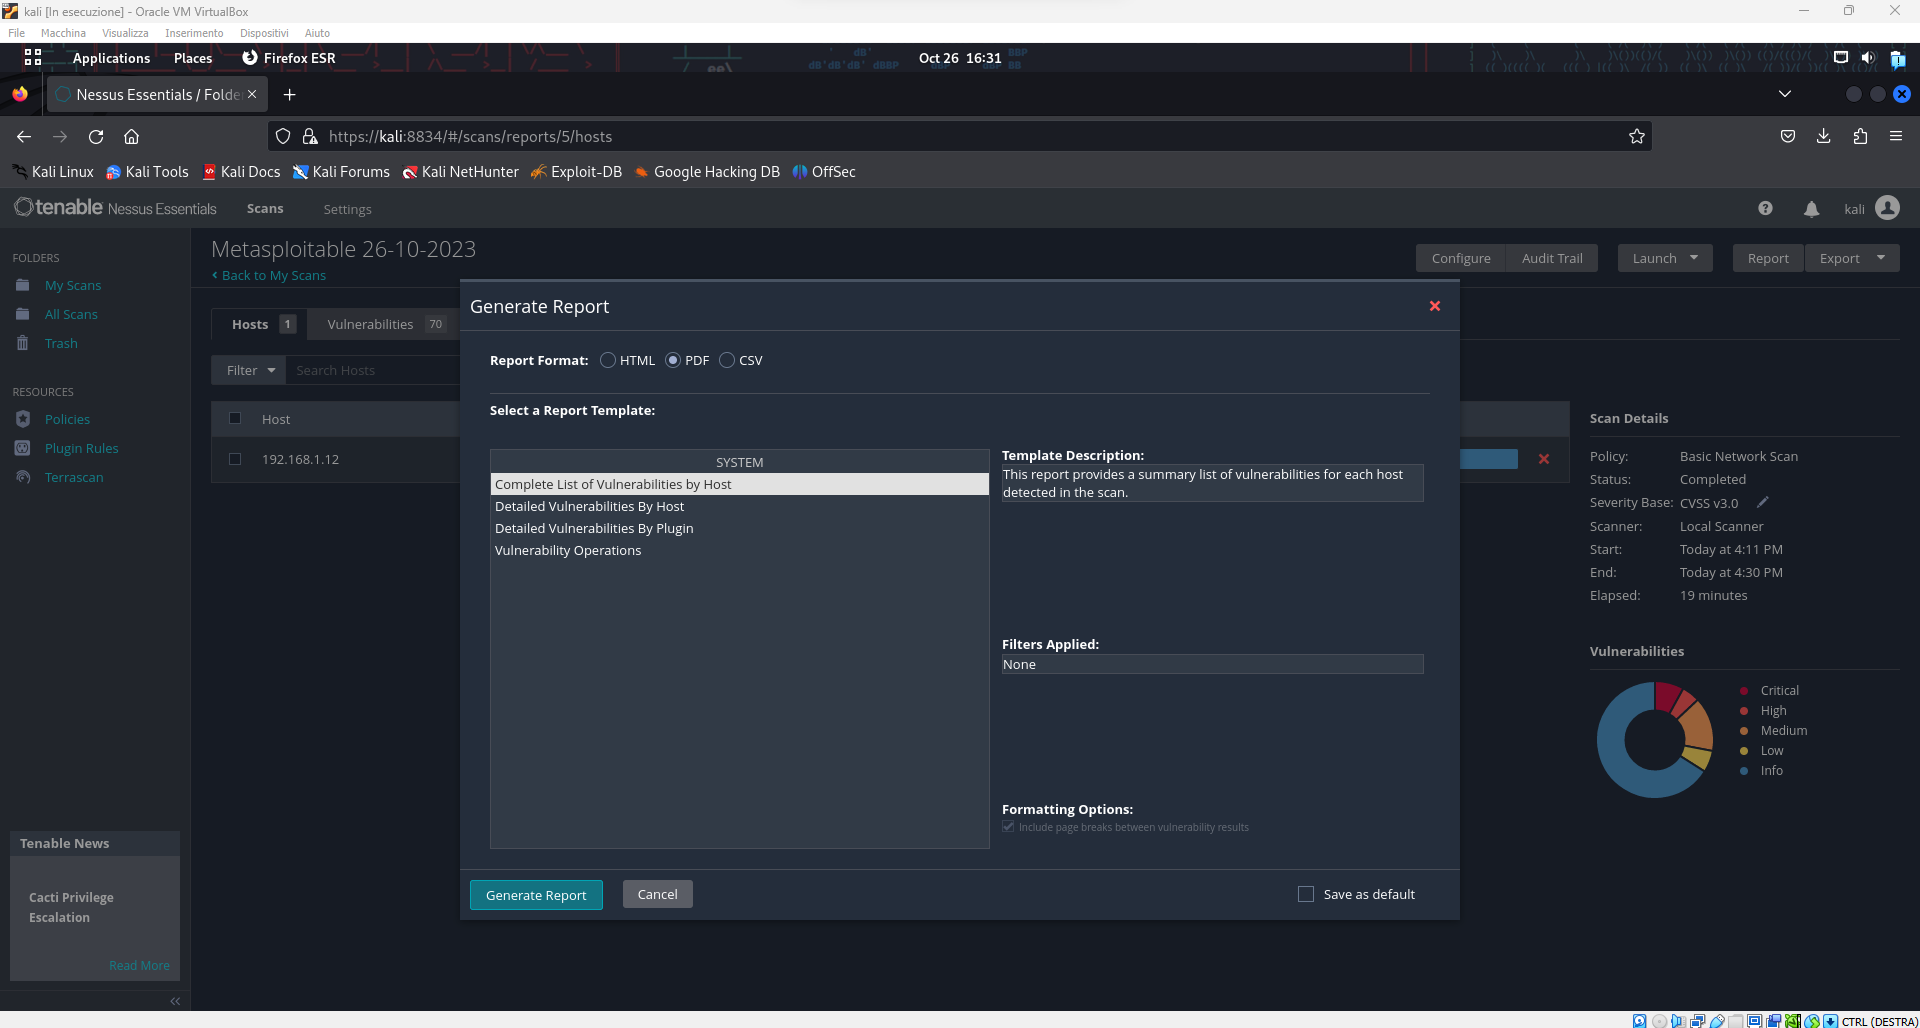 kali [In esecuzione] - Oracle VM VirtualBox
File Macchina Visualizza Inserimento Dispositivi Aiuto
Applications Places Firefox ESR Oct 26 16:31
Nessus Essentials / Folde
https://kali:8834/#/scans/reports/5/hosts
Kali Linux Kali Tools Kali Docs Kali Forums Kali NetHunter Exploit-DB Google Hacking DB OffSec
tenable Nessus Essentials Scans Settings kali
FOLDERS
My Scans
All Scans
Trash
RESOURCES
Policies
Plugin Rules
Terrascan
Tenable News
Cacti Privilege
Escalation
Read More
Metasploitable 26-10-2023
Back to My Scans
Configure Audit Trail Launch Report Export
Hosts 1 Vulnerabilities 70
Filter Search Hosts
Host
192.168.1.12
Generate Report
Report Format: HTML PDF CSV
Select a Report Template:
SYSTEM
Complete List of Vulnerabilities by Host
Detailed Vulnerabilities By Host
Detailed Vulnerabilities By Plugin
Vulnerability Operations
Template Description:
This report provides a summary list of vulnerabilities for each host
detected in the scan.
Filters Applied:
None
Formatting Options:
Include page breaks between vulnerability results
Generate Report Cancel Save as default
Scan Details
Policy: Basic Network Scan
Status: Completed
Severity Base: CVSS v3.0
Scanner: Local Scanner
Start: Today at 4:11 PM
End: Today at 4:30 PM
Elapsed: 19 minutes
Vulnerabilities
Critical
High
Medium
Low
Info
CTRL (DESTRA)